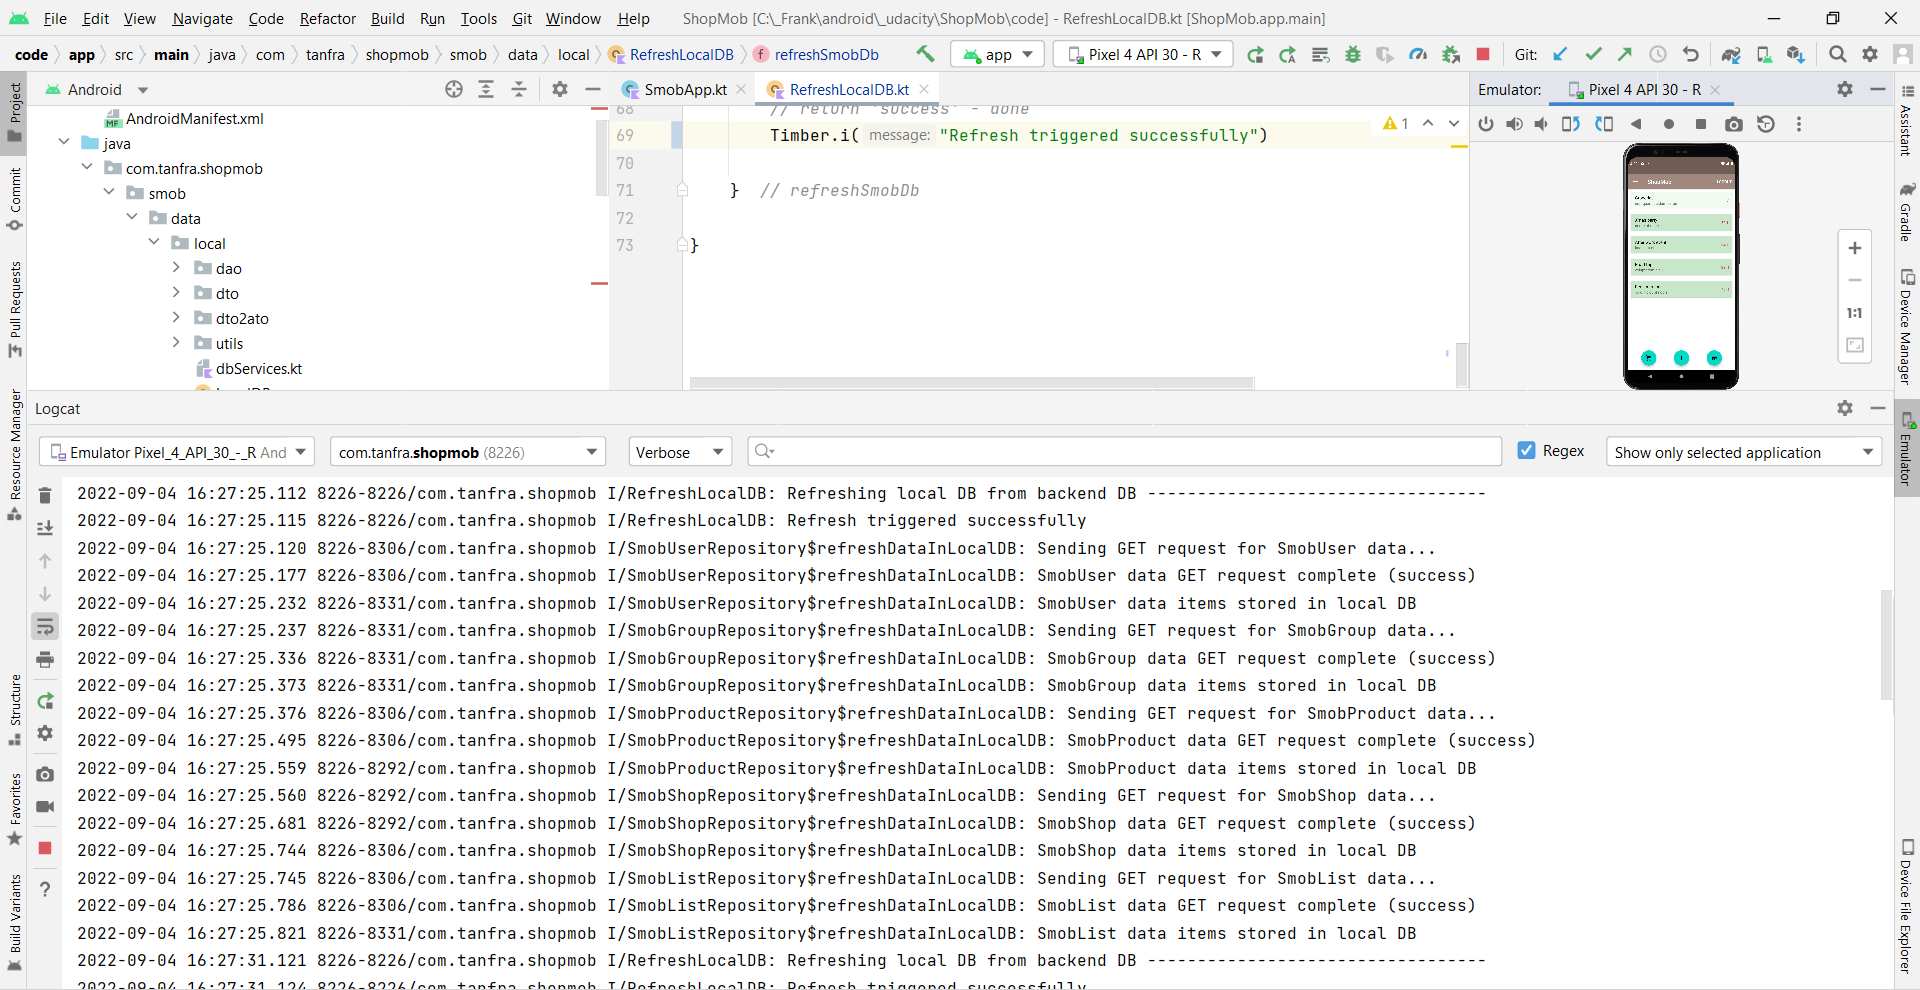 File Edit View Navigate Code Refactor Build Run Tools Git Window Help ShopMob [C:\_Frank\android\_udacity\ShopMob\code] - RefreshLocalDB.kt [ShopMob.app.main]
code app src main java com tanfra shopmob smob data local RefreshLocalDB refreshSmobDb app Pixel 4 API 30 - R Git:
Project
Android
SmobApp.kt RefreshLocalDB.kt
Emulator: Pixel 4 API 30 - R
AndroidManifest.xml
java
com.tanfra.shopmob
smob
data
local
dao
dto
dto2ato
utils
dbServices.kt
68 // return 'success' - done
69 Timber.i( message: "Refresh triggered successfully")
70
71 } // refreshSmobDb
72
73 }
1
ShopMob
1:1
Commit
Pull Requests
Resource Manager
Structure
Favorites
Build Variants
Assistant
Gradle
Device Manager
Emulator
Device File Explorer
Logcat
Emulator Pixel_4_API_30_-_R And com.tanfra.shopmob (8226) Verbose Regex Show only selected application
2022-09-04 16:27:25.112 8226-8226/com.tanfra.shopmob I/RefreshLocalDB: Refreshing local DB from backend DB ----------------------------------
2022-09-04 16:27:25.115 8226-8226/com.tanfra.shopmob I/RefreshLocalDB: Refresh triggered successfully
2022-09-04 16:27:25.120 8226-8306/com.tanfra.shopmob I/SmobUserRepository$refreshDataInLocalDB: Sending GET request for SmobUser data...
2022-09-04 16:27:25.177 8226-8306/com.tanfra.shopmob I/SmobUserRepository$refreshDataInLocalDB: SmobUser data GET request complete (success)
2022-09-04 16:27:25.232 8226-8331/com.tanfra.shopmob I/SmobUserRepository$refreshDataInLocalDB: SmobUser data items stored in local DB
2022-09-04 16:27:25.237 8226-8331/com.tanfra.shopmob I/SmobGroupRepository$refreshDataInLocalDB: Sending GET request for SmobGroup data...
2022-09-04 16:27:25.336 8226-8331/com.tanfra.shopmob I/SmobGroupRepository$refreshDataInLocalDB: SmobGroup data GET request complete (success)
2022-09-04 16:27:25.373 8226-8331/com.tanfra.shopmob I/SmobGroupRepository$refreshDataInLocalDB: SmobGroup data items stored in local DB
2022-09-04 16:27:25.376 8226-8306/com.tanfra.shopmob I/SmobProductRepository$refreshDataInLocalDB: Sending GET request for SmobProduct data...
2022-09-04 16:27:25.495 8226-8306/com.tanfra.shopmob I/SmobProductRepository$refreshDataInLocalDB: SmobProduct data GET request complete (success)
2022-09-04 16:27:25.559 8226-8292/com.tanfra.shopmob I/SmobProductRepository$refreshDataInLocalDB: SmobProduct data items stored in local DB
2022-09-04 16:27:25.560 8226-8292/com.tanfra.shopmob I/SmobShopRepository$refreshDataInLocalDB: Sending GET request for SmobShop data...
2022-09-04 16:27:25.681 8226-8292/com.tanfra.shopmob I/SmobShopRepository$refreshDataInLocalDB: SmobShop data GET request complete (success)
2022-09-04 16:27:25.744 8226-8306/com.tanfra.shopmob I/SmobShopRepository$refreshDataInLocalDB: SmobShop data items stored in local DB
2022-09-04 16:27:25.745 8226-8306/com.tanfra.shopmob I/SmobListRepository$refreshDataInLocalDB: Sending GET request for SmobList data...
2022-09-04 16:27:25.786 8226-8306/com.tanfra.shopmob I/SmobListRepository$refreshDataInLocalDB: SmobList data GET request complete (success)
2022-09-04 16:27:25.821 8226-8331/com.tanfra.shopmob I/SmobListRepository$refreshDataInLocalDB: SmobList data items stored in local DB
2022-09-04 16:27:31.121 8226-8226/com.tanfra.shopmob I/RefreshLocalDB: Refreshing local DB from backend DB ----------------------------------
2022-09-04 16:27:31.124 8226-8226/com.tanfra.shopmob I/RefreshLocalDB: Refresh triggered successfully